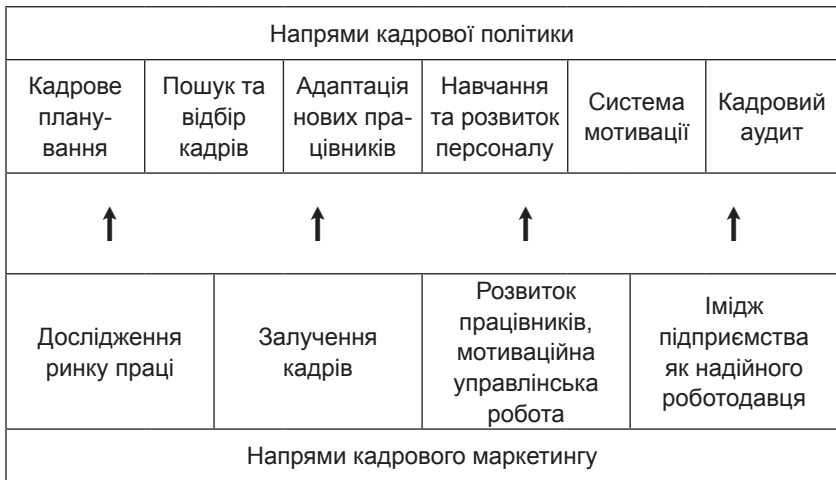 Напрями кадрової політики
Кадрове
плану-
вання
Пошук та
відбір
кадрів
Адаптація
нових пра-
цівників
Навчання
та розвиток
персоналу
Система
мотивації
Кадровий
аудит
Дослідження
ринку праці
Залучення
кадрів
Розвиток
працівників,
мотиваційна
управлінська
робота
Імідж
підприємства
як надійного
роботодавця
Напрями кадрового маркетингу